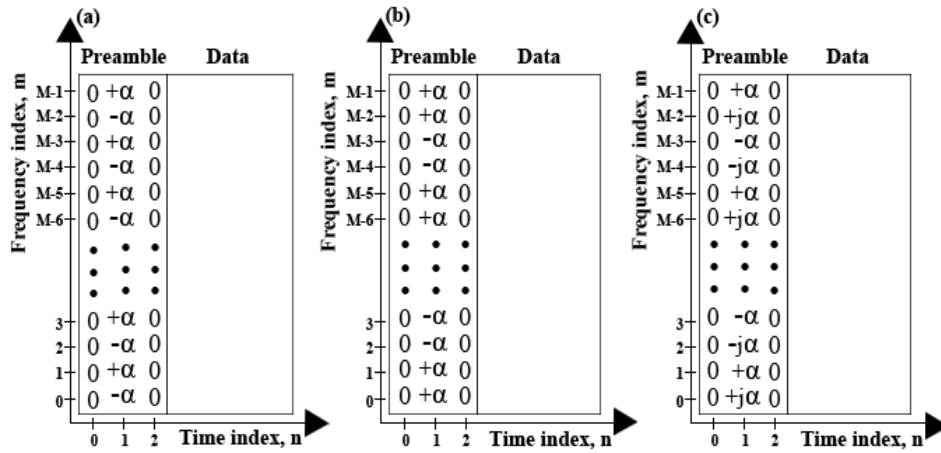 (a)
Preamble Data
Frequency index, m
M-1 0 +α 0
M-2 0 -α 0
M-3 0 +α 0
M-4 0 -α 0
M-5 0 +α 0
M-6 0 -α 0
3 0 +α 0
2 0 -α 0
1 0 +α 0
0 0 -α 0
0 1 2 Time index, n
(b)
Preamble Data
Frequency index, m
M-1 0 +α 0
M-2 0 +α 0
M-3 0 -α 0
M-4 0 -α 0
M-5 0 +α 0
M-6 0 +α 0
3 0 -α 0
2 0 -α 0
1 0 +α 0
0 0 +α 0
0 1 2 Time index, n
(c)
Preamble Data
Frequency index, m
M-1 0 +α 0
M-2 0 +jα 0
M-3 0 -α 0
M-4 0 -jα 0
M-5 0 +α 0
M-6 0 +jα 0
3 0 -α 0
2 0 -jα 0
1 0 +α 0
0 0 +jα 0
0 1 2 Time index, n